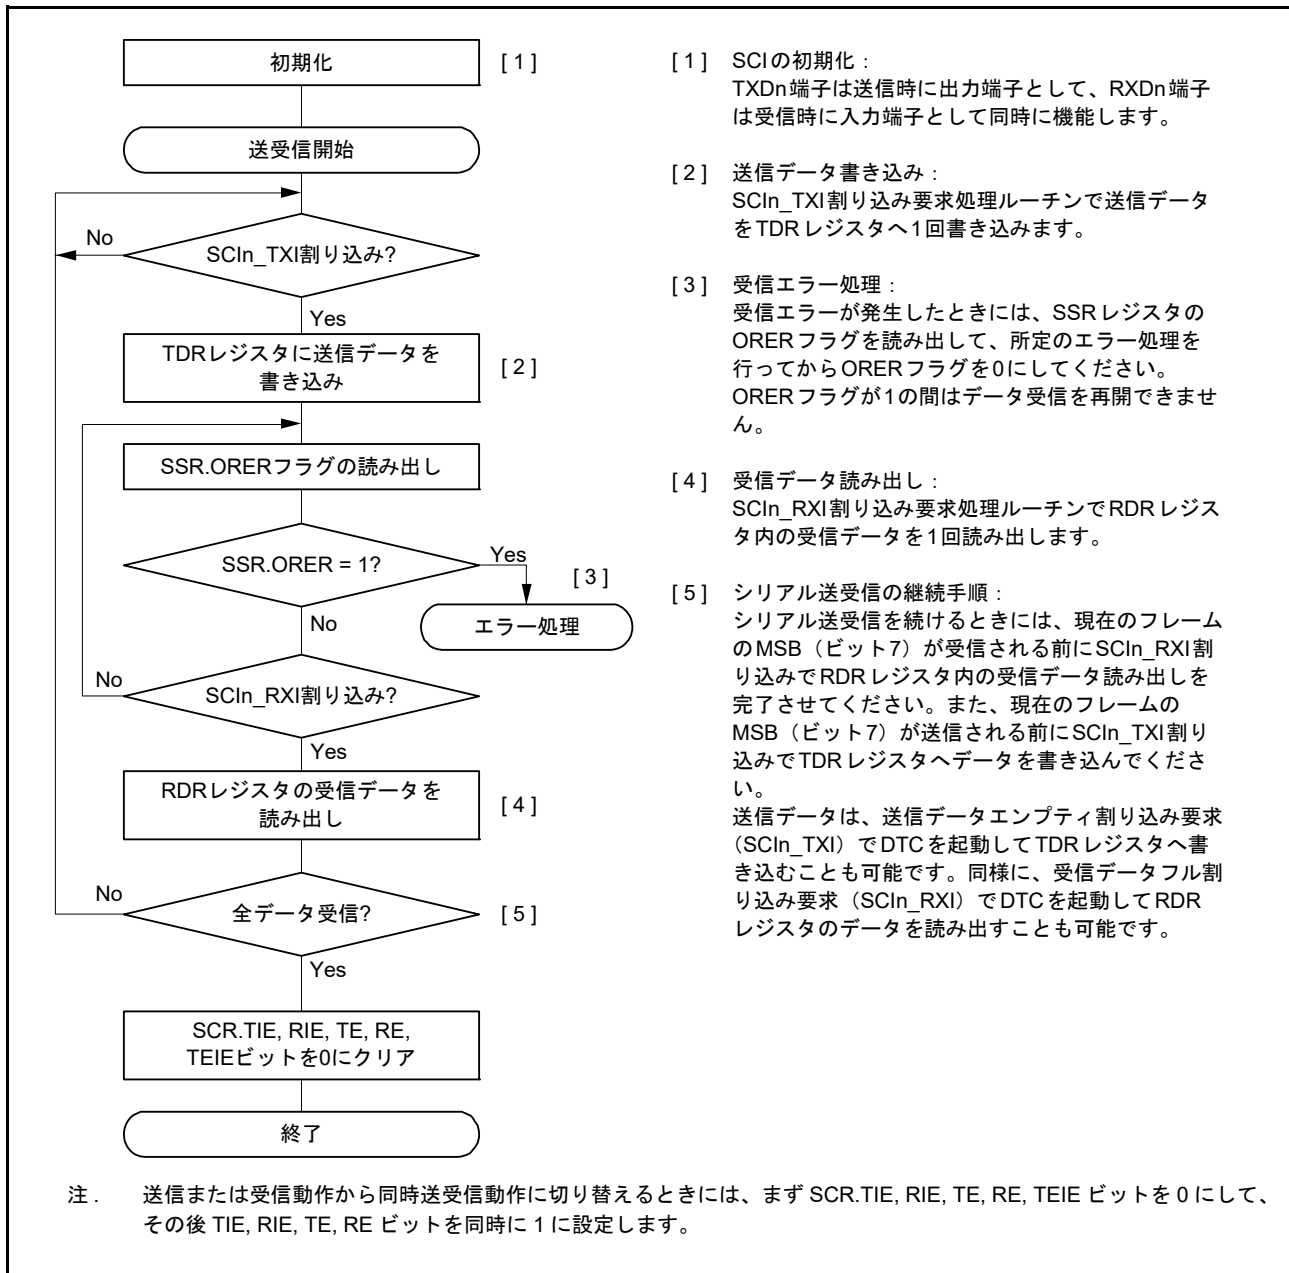 初期化
[ 1 ]
送受信開始
No
SCIn_TXI割り込み?
Yes
TDRレジスタに送信データを
書き込み
[ 2 ]
SSR.ORERフラグの読み出し
SSR.ORER = 1?
Yes
[ 3 ]
エラー処理
No
No
SCIn_RXI割り込み?
Yes
RDRレジスタの受信データを
読み出し
[ 4 ]
No
全データ受信?
[ 5 ]
Yes
SCR.TIE, RIE, TE, RE,
TEIEビットを0にクリア
終了
[ 1 ] SCIの初期化：
TXDn端子は送信時に出力端子として、RXDn端子
は受信時に入力端子として同時に機能します。
[ 2 ] 送信データ書き込み：
SCIn_TXI割り込み要求処理ルーチンで送信データ
をTDRレジスタへ1回書き込みます。
[ 3 ] 受信エラー処理：
受信エラーが発生したときには、SSRレジスタの
ORERフラグを読み出して、所定のエラー処理を
行ってからORERフラグを0にしてください。
ORERフラグが1の間はデータ受信を再開できませ
ん。
[ 4 ] 受信データ読み出し：
SCIn_RXI割り込み要求処理ルーチンでRDRレジス
タ内の受信データを1回読み出します。
[ 5 ] シリアル送受信の継続手順：
シリアル送受信を続けるときには、現在のフレーム
のMSB（ビット7）が受信される前にSCIn_RXI割
り込みでRDRレジスタ内の受信データ読み出しを
完了させてください。また、現在のフレームの
MSB（ビット7）が送信される前にSCIn_TXI割り
込みでTDRレジスタへデータを書き込んでくださ
い。
送信データは、送信データエンプティ割り込み要求
（SCIn_TXI）でDTCを起動してTDRレジスタへ書
き込むことも可能です。同様に、受信データフル割
り込み要求（SCIn_RXI）でDTCを起動してRDR
レジスタのデータを読み出すことも可能です。
注 . 送信または受信動作から同時送受信動作に切り替えるときには、まず SCR.TIE, RIE, TE, RE, TEIE ビットを 0 にして、
その後 TIE, RIE, TE, RE ビットを同時に 1 に設定します。